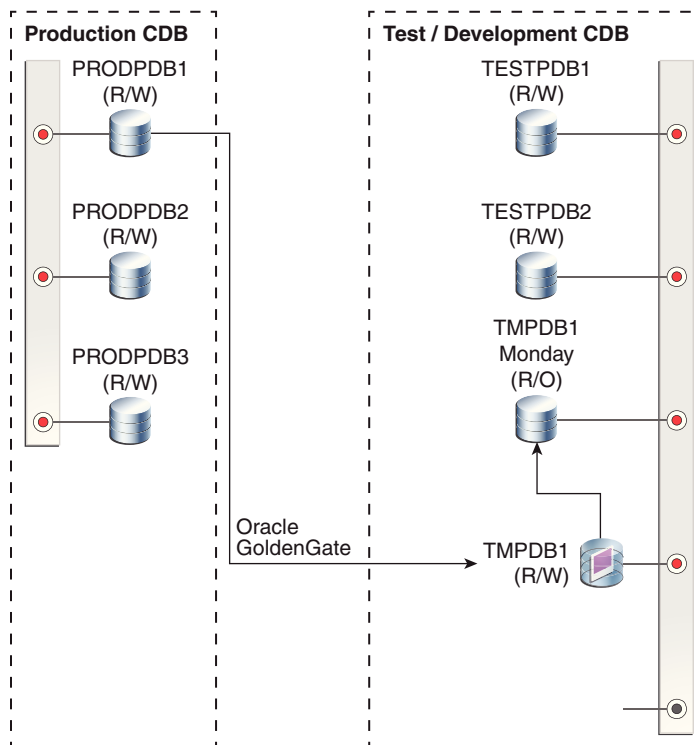 Production CDB
PRODPDB1
(R/W)
PRODPDB2
(R/W)
PRODPDB3
(R/W)
Oracle
GoldenGate
Test / Development CDB
TESTPDB1
(R/W)
TESTPDB2
(R/W)
TMPDB1
Monday
(R/O)
TMPDB1
(R/W)